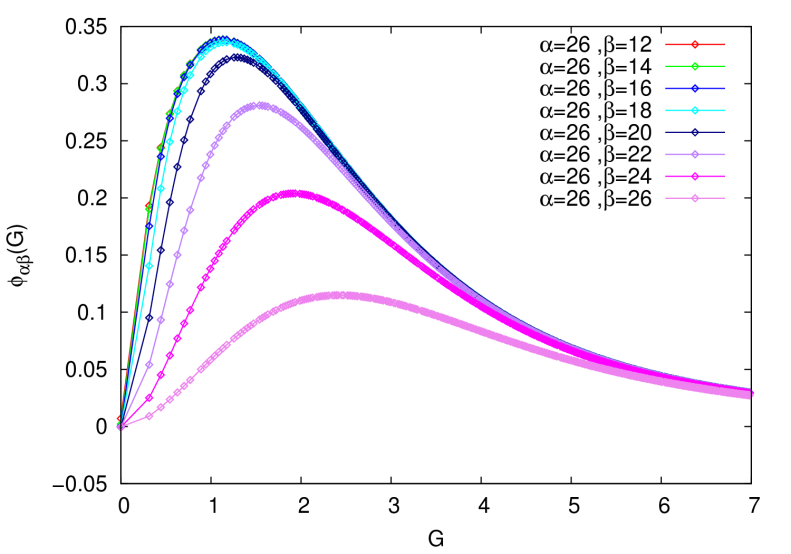 0.35
0.3
0.25
0.2
0.15
0.1
0.05
0
−0.05
ϕαβ(G)
α=26 ,β=12
α=26 ,β=14
α=26 ,β=16
α=26 ,β=18
α=26 ,β=20
α=26 ,β=22
α=26 ,β=24
α=26 ,β=26
0 1 2 3 4 5 6 7
G